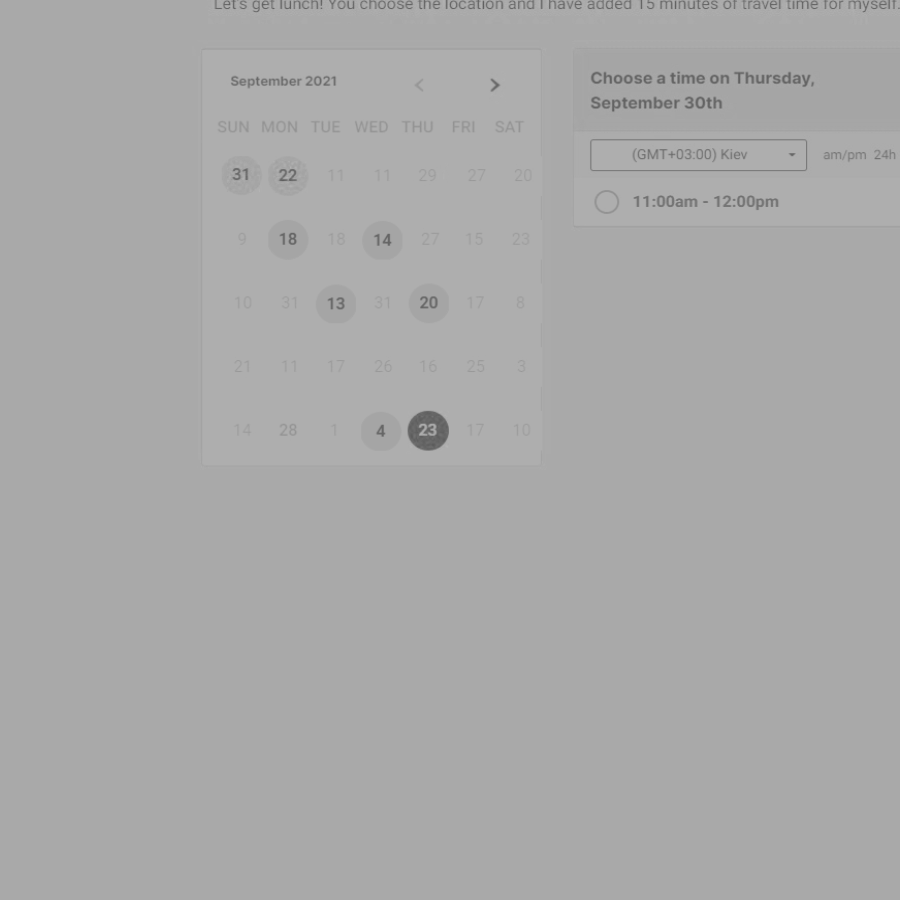 Let's get lunch! You choose the location and I have added 15 minutes of travel time for myself.
September 2021
SUN MON TUE WED THU FRI SAT
31 22 11 11 29 27 20
9 18 18 14 27 15 23
10 31 13 31 20 17 8
21 11 17 26 16 25 3
14 28 1 4 23 17 10
Choose a time on Thursday,
September 30th
(GMT+03:00) Kiev am/pm 24h
11:00am - 12:00pm